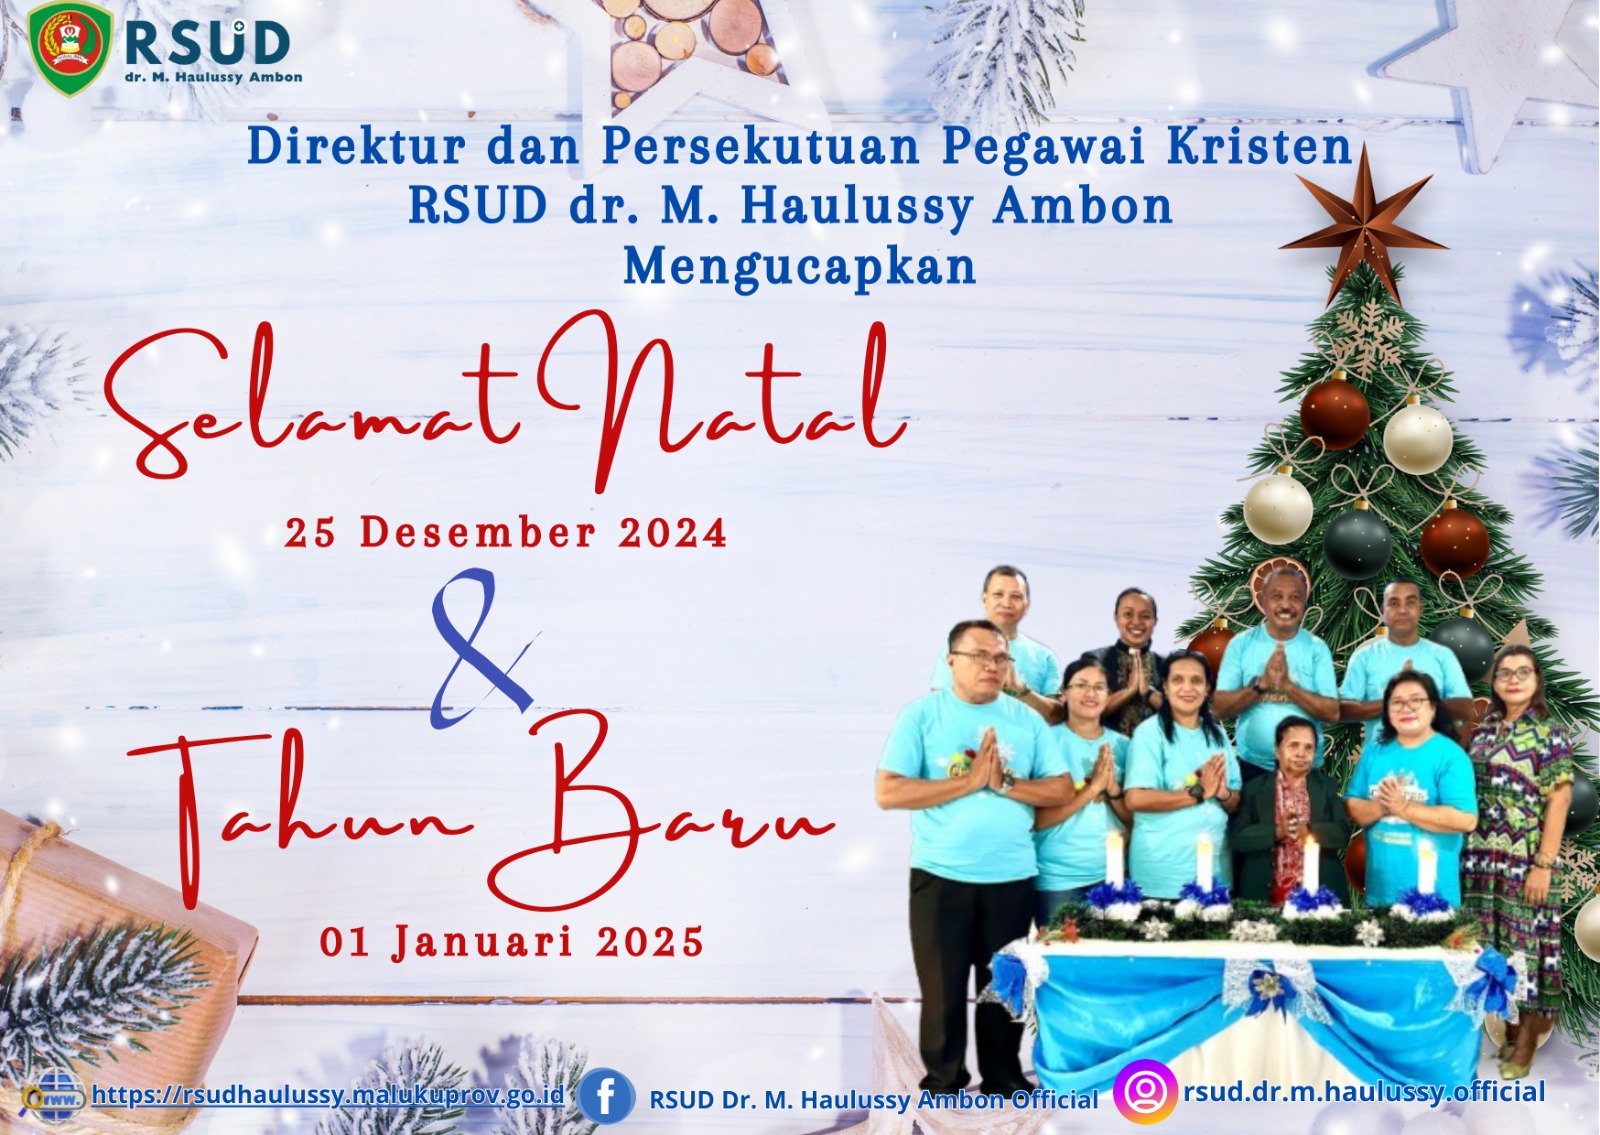 RSUD
dr. M. Haulussy Ambon
Direktur dan Persekutuan Pegawai Kristen
RSUD dr. M. Haulussy Ambon
Mengucapkan
Selamat Natal
25 Desember 2024
&
Tahun Baru
01 Januari 2025
www.
https://rsudhaulussy.malukuprov.go.id
RSUD Dr. M. Haulussy Ambon Official
rsud.dr.m.haulussy.official